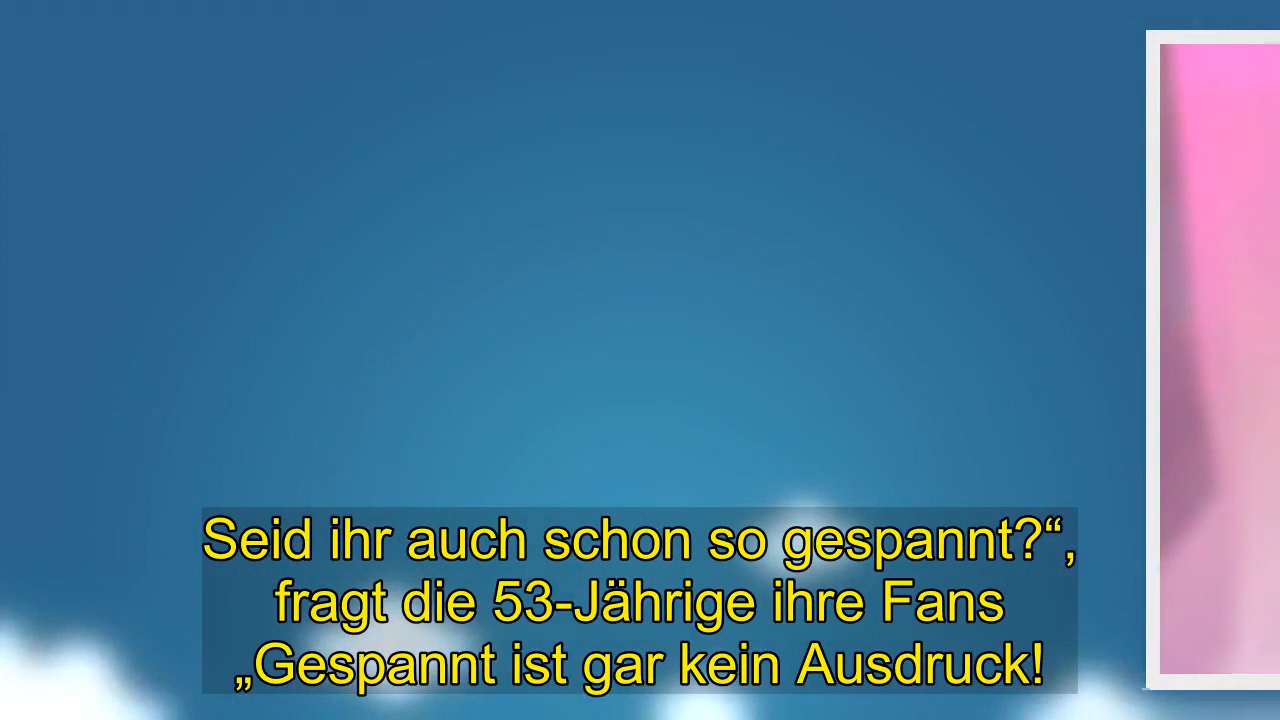 Seid ihr auch schon so gespannt?“,
fragt die 53-Jährige ihre Fans
„Gespannt ist gar kein Ausdruck!